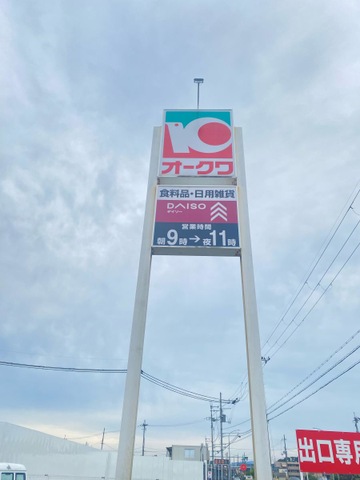 オークワ
食料品・日用雑貨
DAISO
ダイソー
営業時間
朝9時→夜11時
出口専用